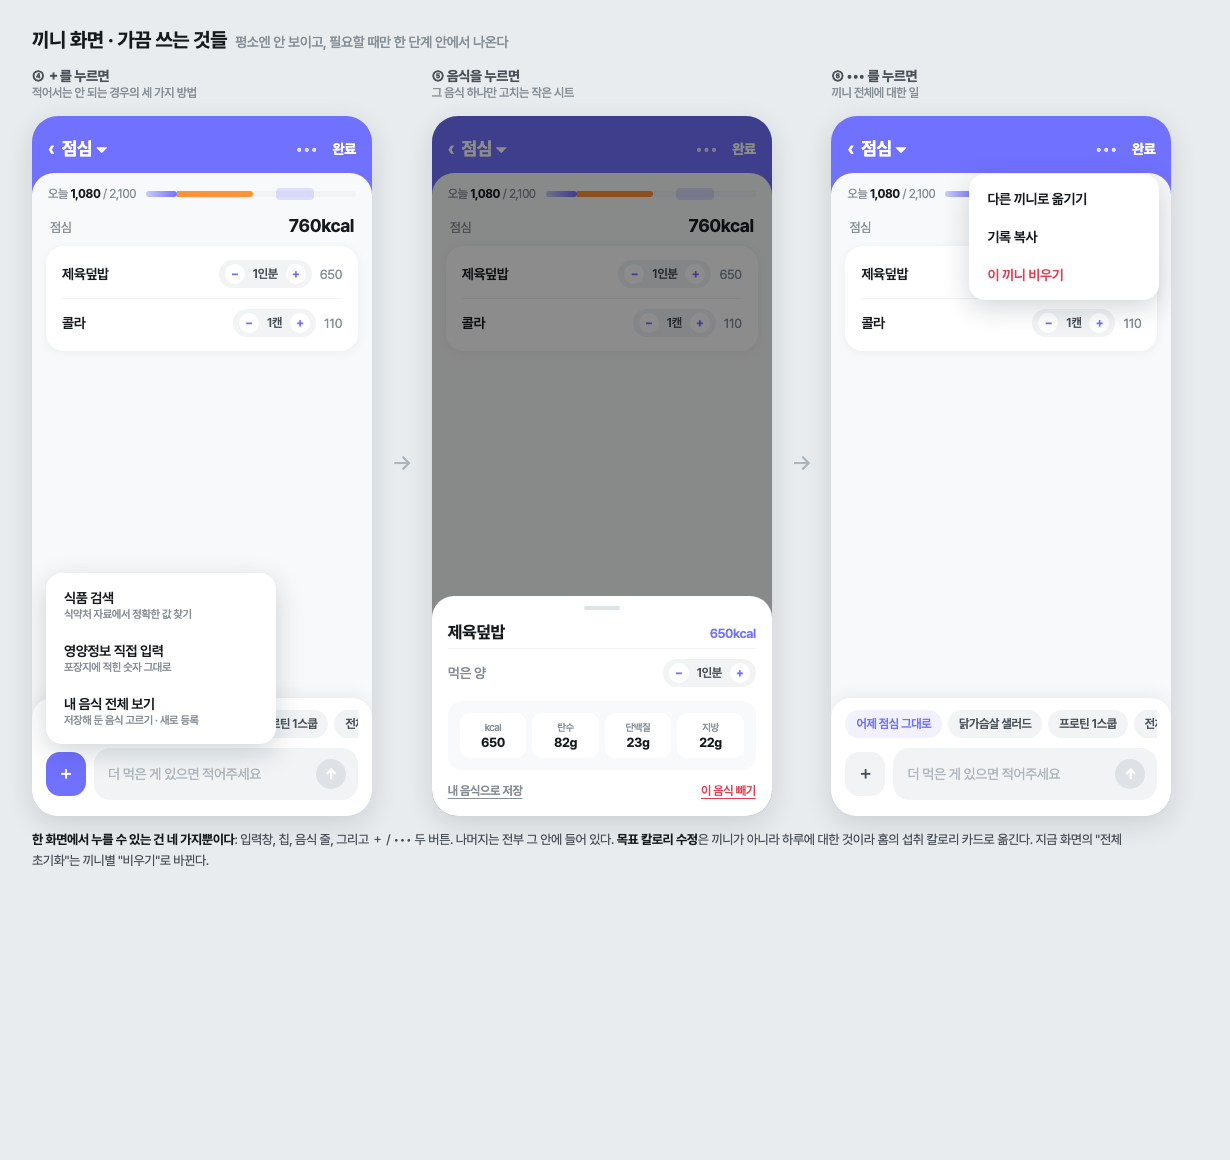 끼니 화면 · 가끔 쓰는 것들 평소엔 안 보이고, 필요할 때만 한 단계 안에서 나온다
④ + 를 누르면
적어서는 안 되는 경우의 세 가지 방법
‹ 점심 ••• 완료
오늘 1,080 / 2,100
점심 760kcal
제육덮밥 − 1인분 + 650
콜라 − 1캔 + 110
식품 검색
식약처 자료에서 정확한 값 찾기
영양정보 직접 입력
포장지에 적힌 숫자 그대로
내 음식 전체 보기
저장해 둔 음식 고르기 · 새로 등록
1스쿱
+ 더 먹은 게 있으면 적어주세요
→
⑤ 음식을 누르면
그 음식 하나만 고치는 작은 시트
‹ 점심 ••• 완료
오늘 1,080 / 2,100
점심 760kcal
제육덮밥 − 1인분 + 650
콜라 − 1캔 + 110
제육덮밥 650kcal
먹은 양 − 1인분 +
kcal 탄수 단백질 지방
650 82g 23g 22g
내 음식으로 저장 이 음식 빼기
→
⑥ ••• 를 누르면
끼니 전체에 대한 일
‹ 점심 ••• 완료
오늘 1,080 / 2,100
점심
다른 끼니로 옮기기
기록 복사
이 끼니 비우기
제육덮밥
콜라 − 1캔 + 110
어제 점심 그대로 닭가슴살 샐러드 프로틴 1스쿱
+ 더 먹은 게 있으면 적어주세요
한 화면에서 누를 수 있는 건 네 가지뿐이다: 입력창, 칩, 음식 줄, 그리고 + / ••• 두 버튼. 나머지는 전부 그 안에 들어 있다. 목표 칼로리 수정은 끼니가 아니라 하루에 대한 것이라 홈의 섭취 칼로리 카드로 옮긴다. 지금 화면의 "전체
초기화"는 끼니별 "비우기"로 바뀐다.